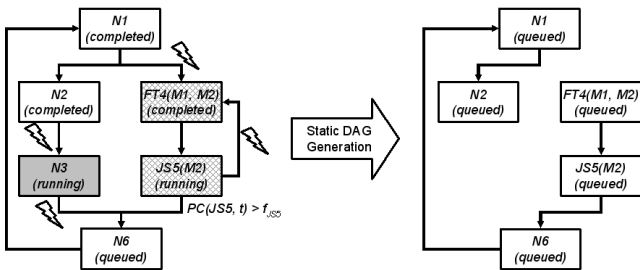 N1
(completed)
N2
(completed)
FT4(M1, M2)
(completed)
N3
(running)
JS5(M2)
(running)
PC(JS5, t) > f_JS5
N6
(queued)
Static DAG
Generation
N1
(queued)
N2
(queued)
FT4(M1, M2)
(queued)
JS5(M2)
(queued)
N6
(queued)